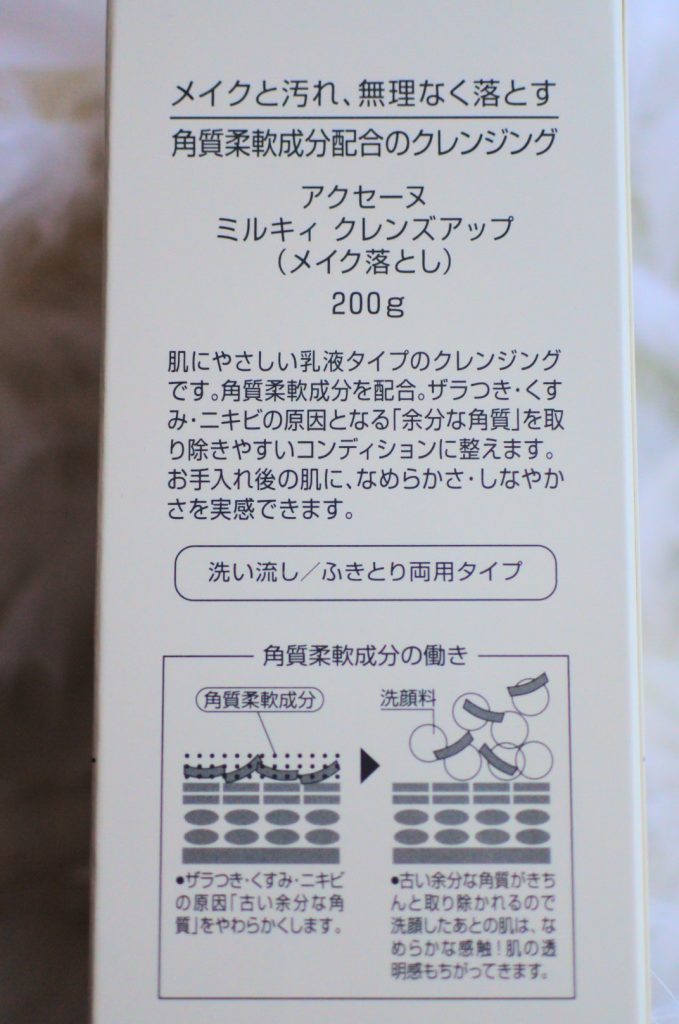 メイクと汚れ、無理なく落とす
角質柔軟成分配合のクレンジング
アクセーヌ
ミルキィ クレンズアップ
（メイク落とし）
200g
肌にやさしい乳液タイプのクレンジング
です。角質柔軟成分を配合。ザラつき・くす
み・ニキビの原因となる「余分な角質」を取
り除きやすいコンディションに整えます。
お手入れ後の肌に、なめらかさ・しなやか
さを実感できます。
洗い流し／ふきとり両用タイプ
角質柔軟成分の働き
角質柔軟成分
洗顔料
●ザラつき・くすみ・ニキビ
の原因「古い余分な角
質」をやわらかくします。
●古い余分な角質がきち
んと取り除かれるので
洗顔したあとの肌は、な
めらかな感触！肌の透
明感もちがってきます。